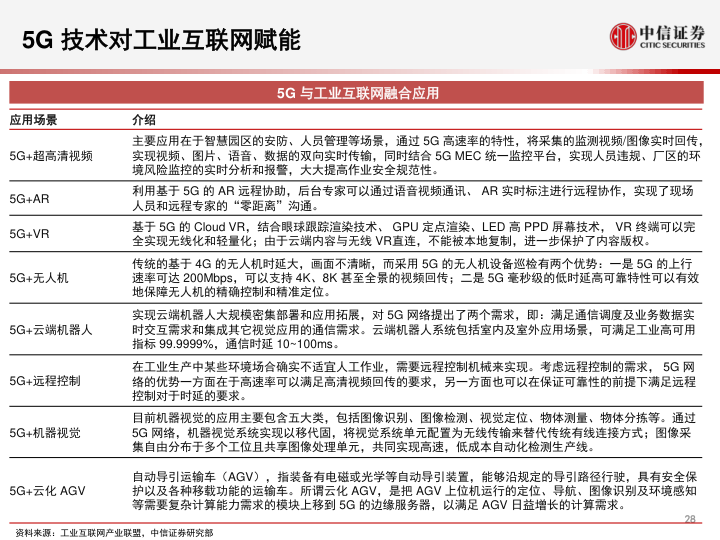 5G 技术对工业互联网赋能
中信证券
CITIC SECURITIES
5G 与工业互联网融合应用
应用场景 介绍
5G+超高清视频
主要应用在于智慧园区的安防、人员管理等场景，通过 5G 高速率的特性，将采集的监测视频/图像实时回传，
实现视频、图片、语音、数据的双向实时传输，同时结合 5G MEC 统一监控平台，实现人员违规、厂区的环
境风险监控的实时分析和报警，大大提高作业安全规范性。
5G+AR
利用基于 5G 的 AR 远程协助，后台专家可以通过语音视频通讯、 AR 实时标注进行远程协作，实现了现场
人员和远程专家的“零距离”沟通。
5G+VR
基于 5G 的 Cloud VR，结合眼球跟踪渲染技术、 GPU 定点渲染、LED 高 PPD 屏幕技术， VR 终端可以完
全实现无线化和轻量化；由于云端内容与无线 VR直连，不能被本地复制，进一步保护了内容版权。
5G+无人机
传统的基于 4G 的无人机时延大，画面不清晰，而采用 5G 的无人机设备巡检有两个优势：一是 5G 的上行
速率可达 200Mbps， 可以支持 4K、8K 甚至全景的视频回传；二是 5G 毫秒级的低时延高可靠特性可以有效
地保障无人机的精确控制和精准定位。
5G+云端机器人
实现云端机器人大规模密集部署和应用拓展，对 5G 网络提出了两个需求，即：满足通信调度及业务数据实
时交互需求和集成其它视觉应用的通信需求。云端机器人系统包括室内及室外应用场景，可满足工业高可用
指标 99.9999%，通信时延 10~100ms。
5G+远程控制
在工业生产中某些环境场合确实不适宜人工作业，需要远程控制机械来实现。考虑远程控制的需求， 5G 网
络的优势一方面在于高速率可以满足高清视频回传的要求，另一方面也可以在保证可靠性的前提下满足远程
控制对于时延的要求。
5G+机器视觉
目前机器视觉的应用主要包含五大类，包括图像识别、图像检测、视觉定位、物体测量、物体分拣等。通过
5G 网络，机器视觉系统实现以移代固，将视觉系统单元配置为无线传输来替代传统有线连接方式；图像采
集自由分布于多个工位且共享图像处理单元，共同实现高速，低成本自动化检测生产线。
5G+云化 AGV
自动导引运输车（AGV），指装备有电磁或光学等自动导引装置，能够沿规定的导引路径行驶，具有安全保
护以及各种移载功能的运输车。所谓云化 AGV，是把 AGV 上位机运行的定位、导航、图像识别及环境感知
等需要复杂计算能力需求的模块上移到 5G 的边缘服务器，以满足 AGV 日益增长的计算需求。
28
资料来源：工业互联网产业联盟，中信证券研究部